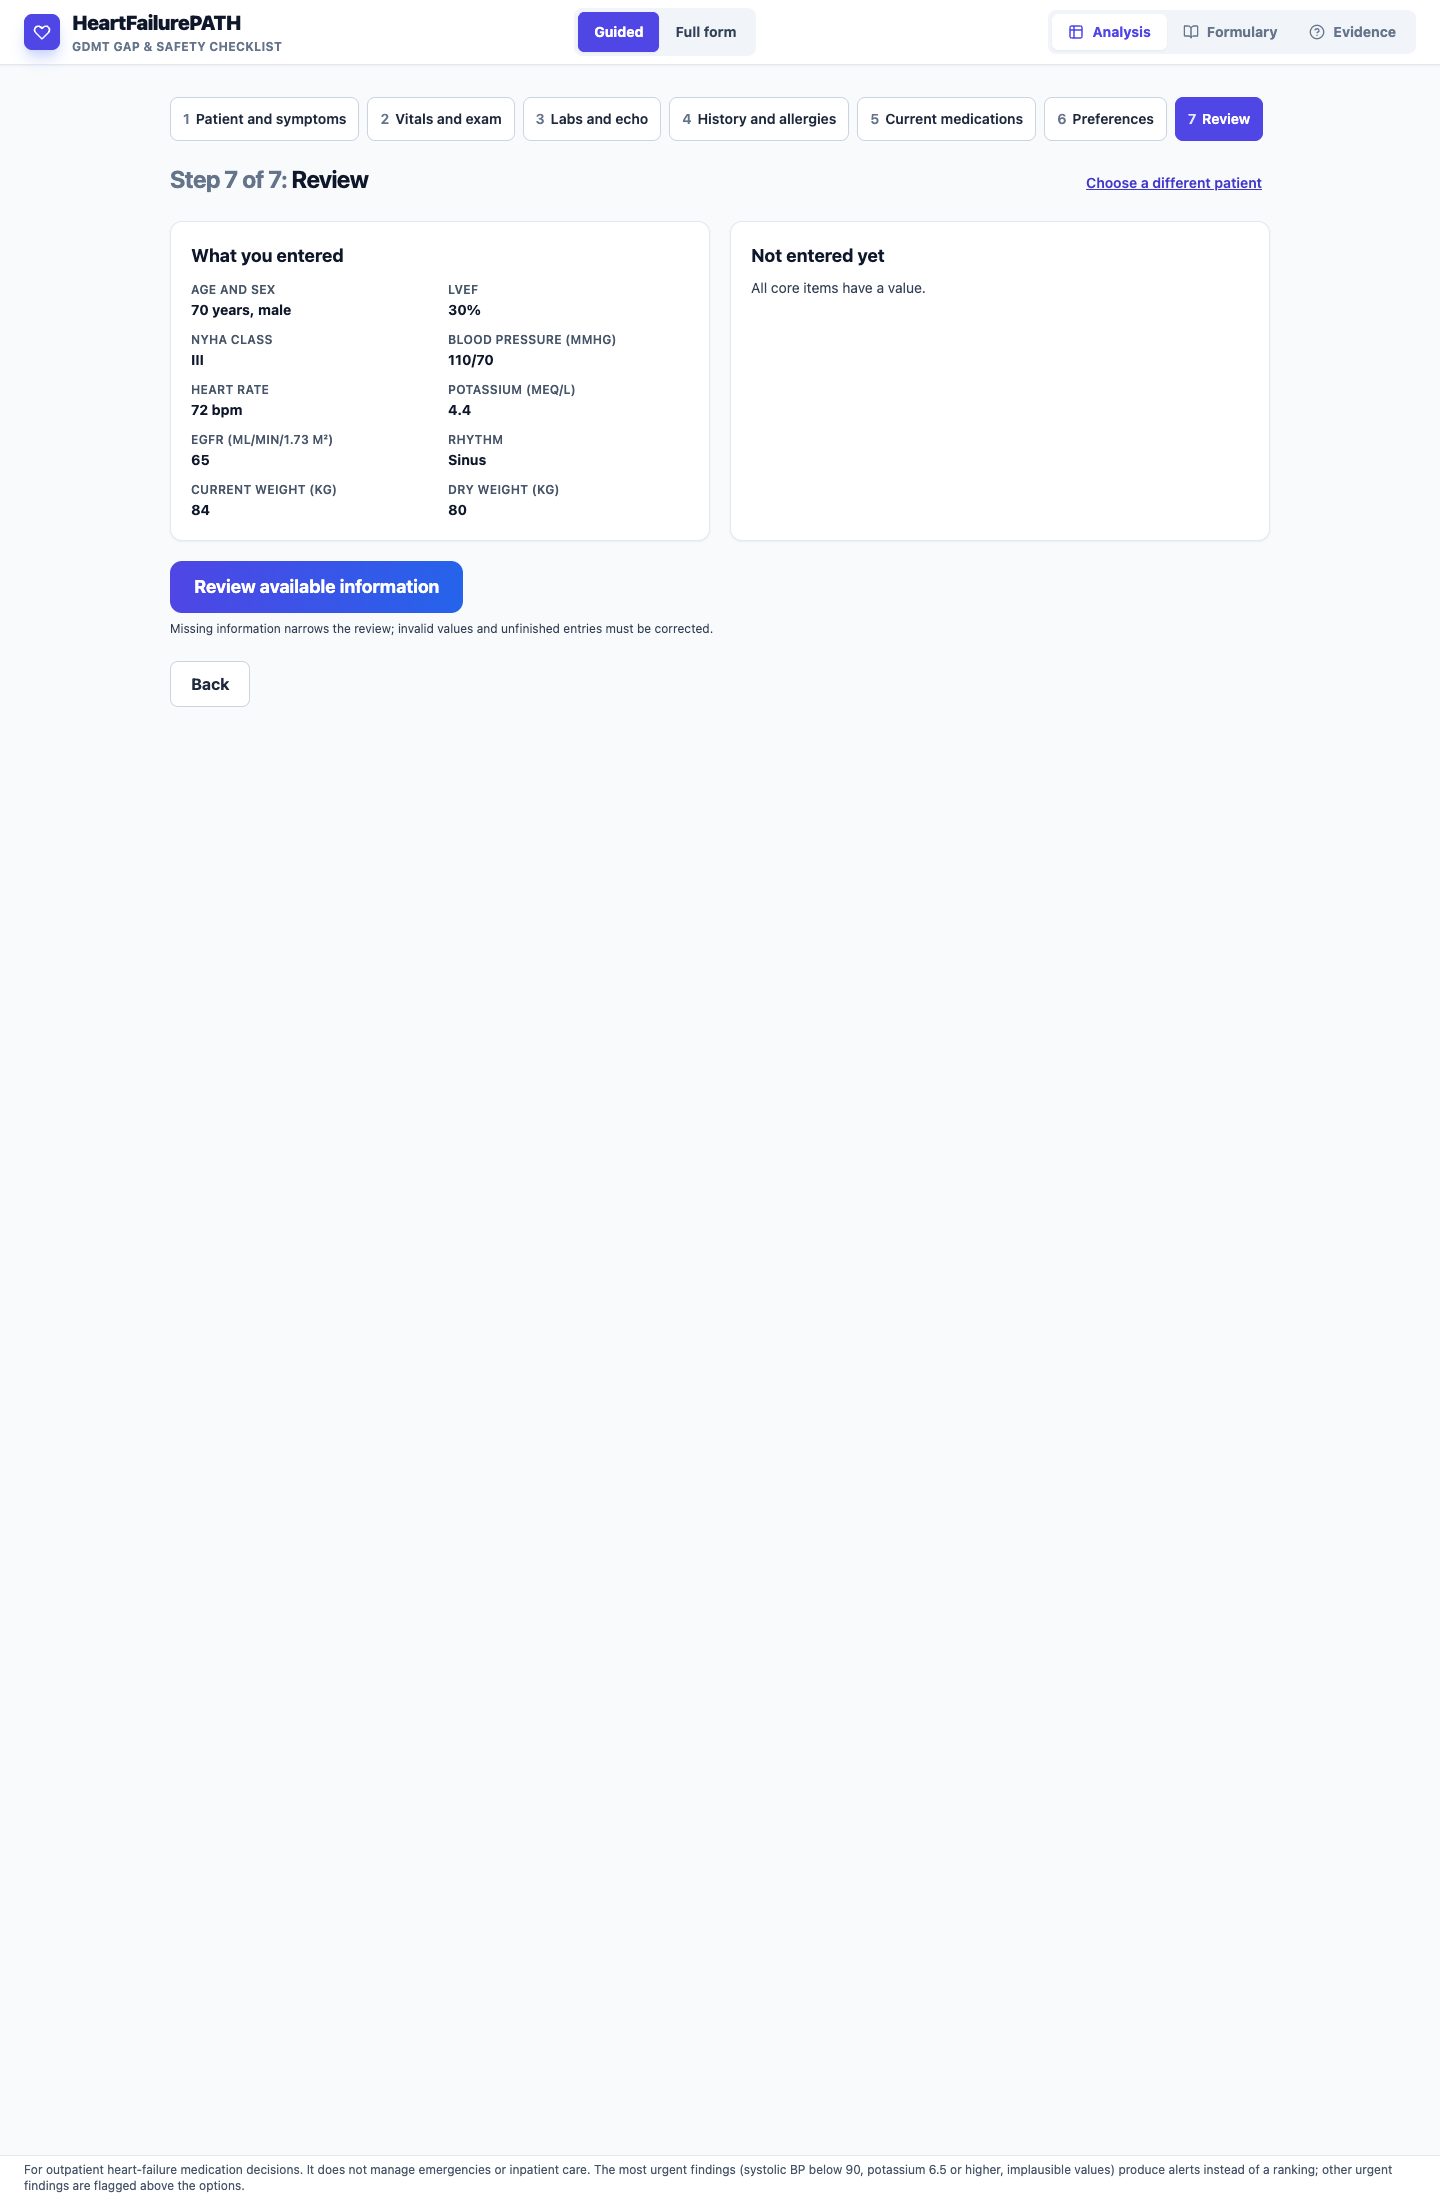 HeartFailurePATH
GDMT GAP & SAFETY CHECKLIST
Guided
Full form
Analysis
Formulary
Evidence
1 Patient and symptoms
2 Vitals and exam
3 Labs and echo
4 History and allergies
5 Current medications
6 Preferences
7 Review
Step 7 of 7: Review
Choose a different patient
What you entered
AGE AND SEX
70 years, male
LVEF
30%
NYHA CLASS
III
BLOOD PRESSURE (MMHG)
110/70
HEART RATE
72 bpm
POTASSIUM (MEQ/L)
4.4
EGFR (ML/MIN/1.73 M²)
65
RHYTHM
Sinus
CURRENT WEIGHT (KG)
84
DRY WEIGHT (KG)
80
Not entered yet
All core items have a value.
Review available information
Missing information narrows the review; invalid values and unfinished entries must be corrected.
Back
For outpatient heart-failure medication decisions. It does not manage emergencies or inpatient care. The most urgent findings (systolic BP below 90, potassium 6.5 or higher, implausible values) produce alerts instead of a ranking; other urgent
findings are flagged above the options.